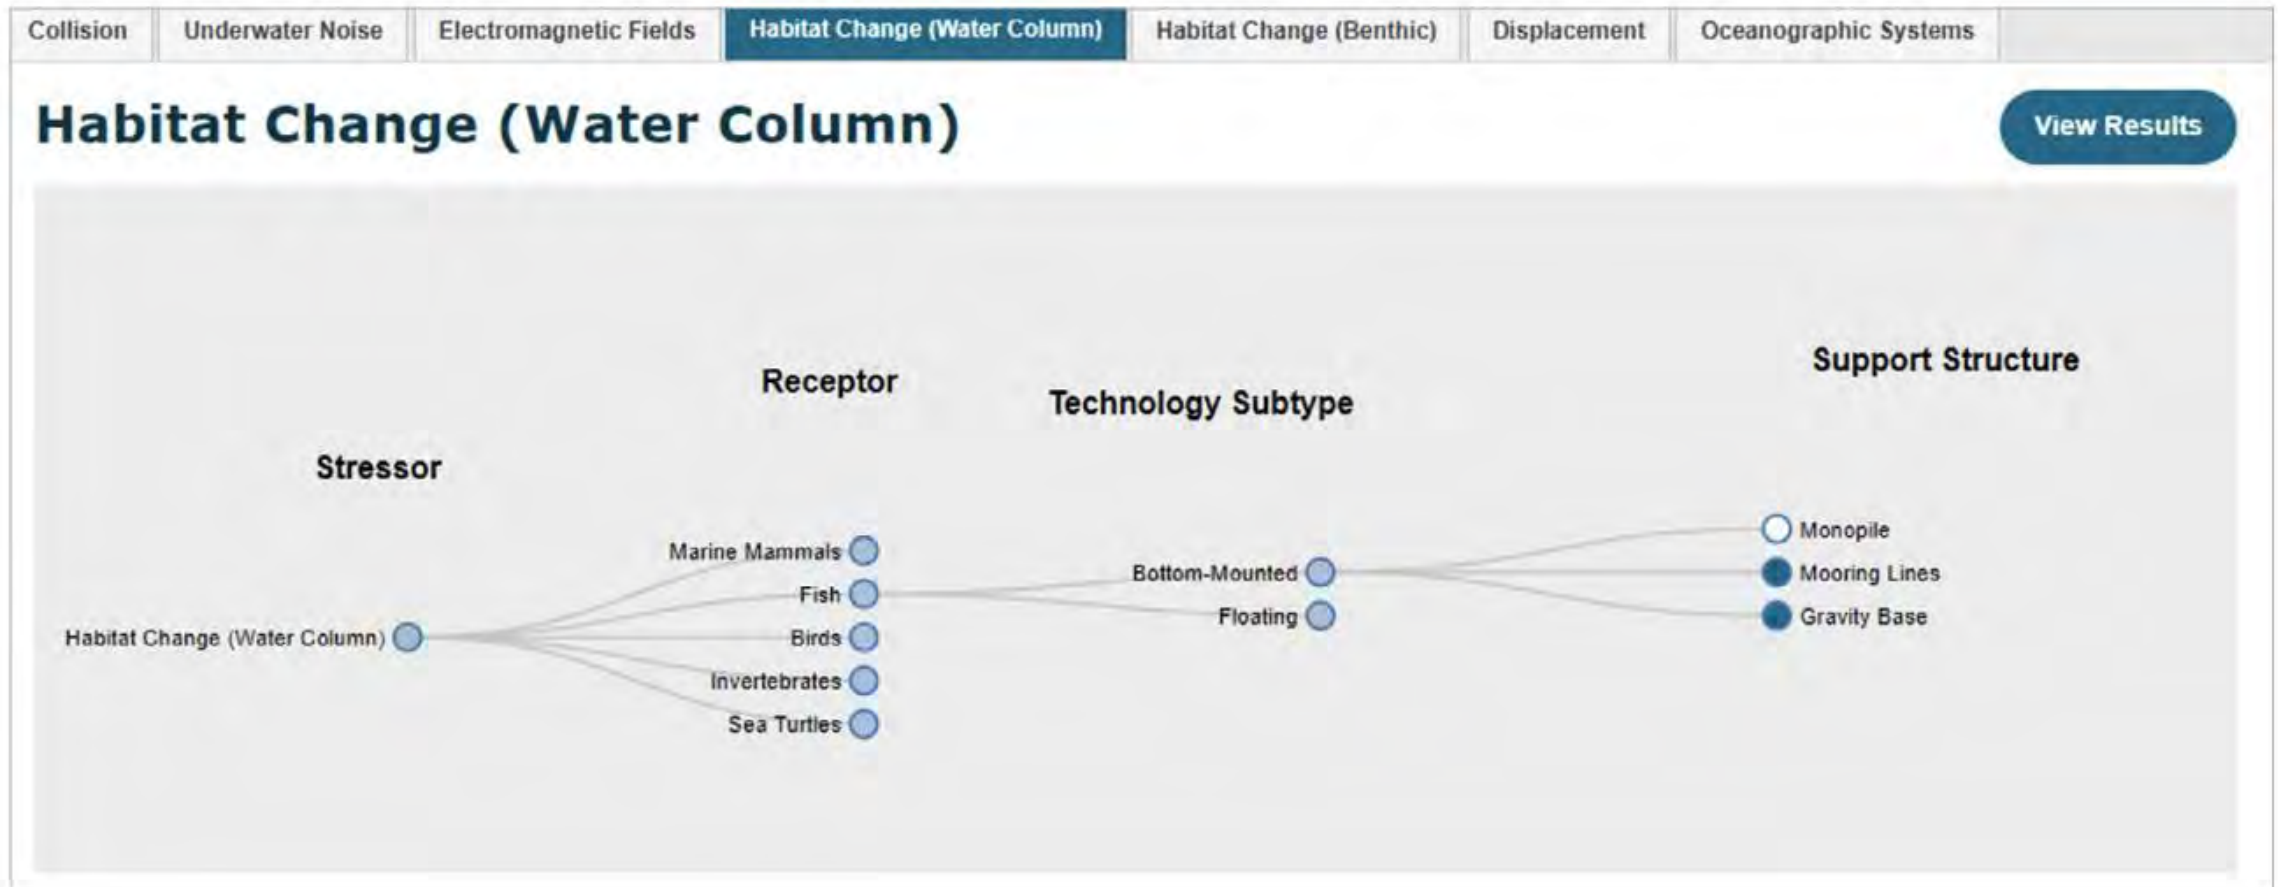 Collision
Underwater Noise
Electromagnetic Fields
Habitat Change (Water Column)
Habitat Change (Benthic)
Displacement
Oceanographic Systems
Habitat Change (Water Column)
View Results
Stressor
Receptor
Technology Subtype
Support Structure
Habitat Change (Water Column)
Marine Mammals
Fish
Birds
Invertebrates
Sea Turtles
Bottom-Mounted
Floating
Monopile
Mooring Lines
Gravity Base